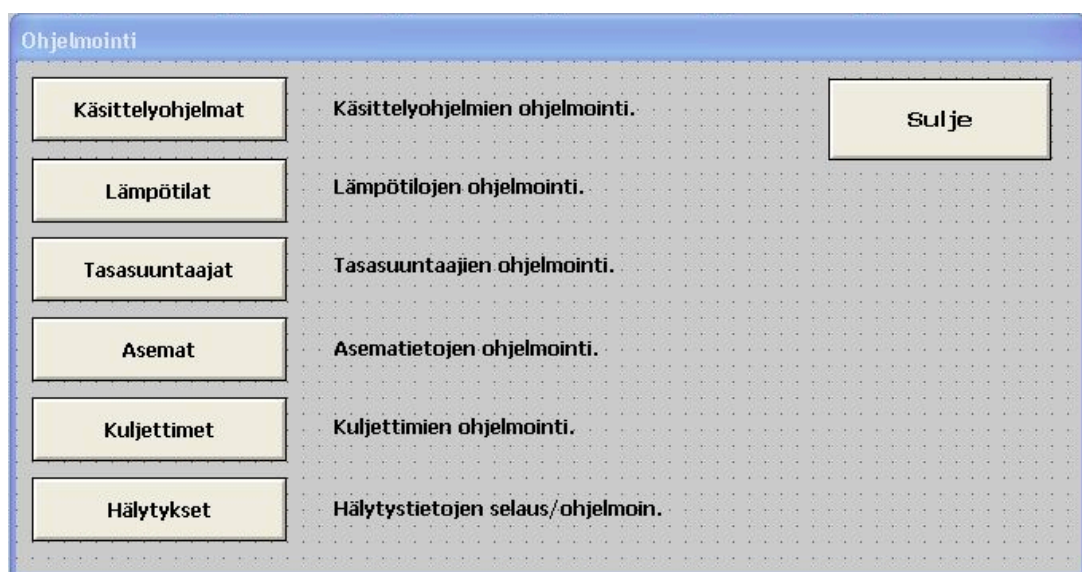 Ohjelmointi
Käsittelyohjelmat Käsittelyohjelmien ohjelmointi. Sulje
Lämpötilat Lämpötilojen ohjelmointi.
Tasasuuntaajat Tasasuuntaajien ohjelmointi.
Asemat Asematietojen ohjelmointi.
Kuljettimet Kuljettimien ohjelmointi.
Hälytykset Hälytystietojen selaus/ohjelmoin.